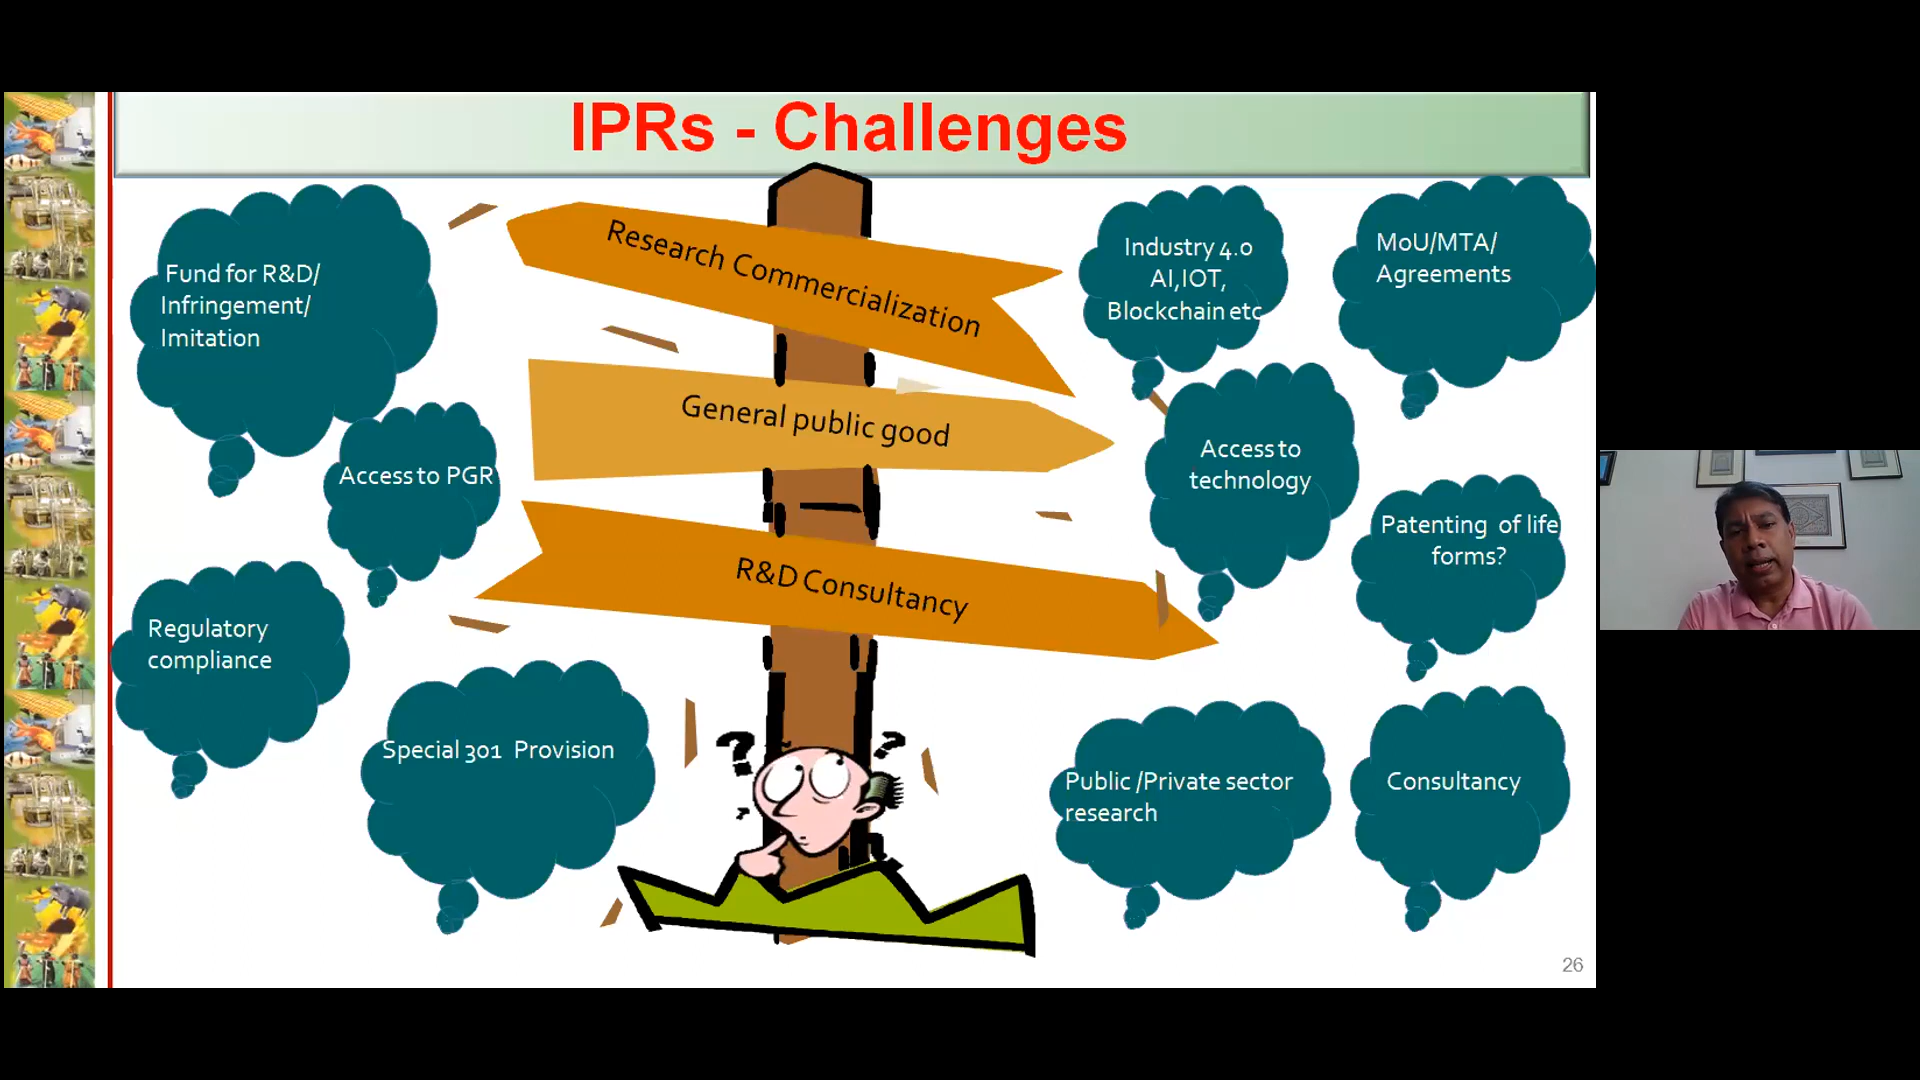 IPRs - Challenges
Fund for R&D/
Infringement/
Imitation
Research Commercialization
Industry 4.0
AI,IOT,
Blockchain etc
MoU/MTA/
Agreements
General public good
Access to PGR
Access to
technology
Patenting of life
forms?
R&D Consultancy
Regulatory
compliance
Special 301 Provision
? ?
Public /Private sector
research
Consultancy
26